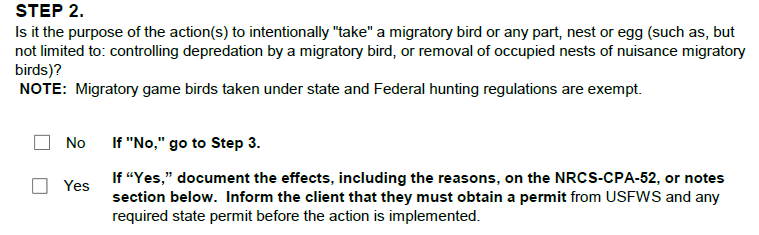 STEP 2.
Is it the purpose of the action(s) to intentionally "take" a migratory bird or any part, nest or egg (such as, but
not limited to: controlling depredation by a migratory bird, or removal of occupied nests of nuisance migratory
birds)?
NOTE: Migratory game birds taken under state and Federal hunting regulations are exempt.
No If "No," go to Step 3.
Yes If “Yes,” document the effects, including the reasons, on the NRCS-CPA-52, or notes
section below. Inform the client that they must obtain a permit from USFWS and any
required state permit before the action is implemented.